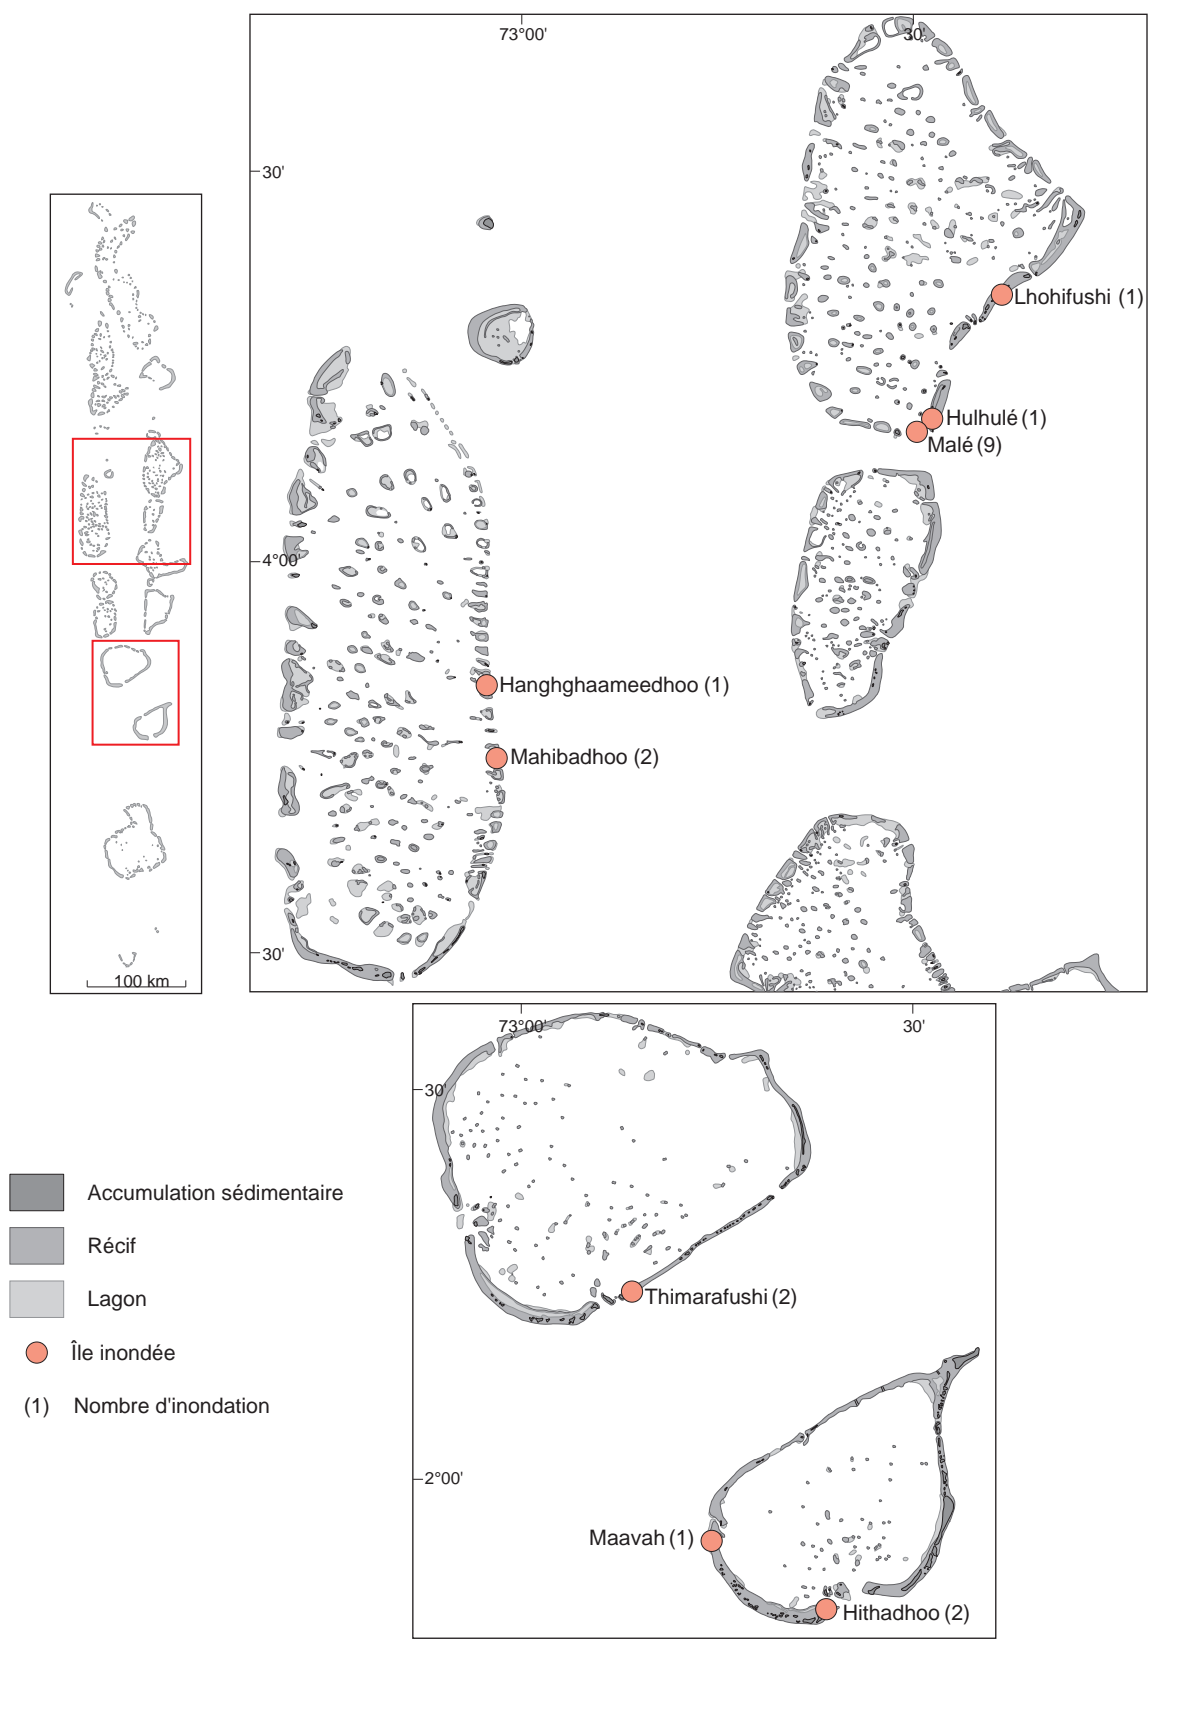 73°00'
30'
30'
Lhohifushi (1)
Hulhulé (1)
Malé (9)
4°00'
Hanghghaameedhoo (1)
Mahibadhoo (2)
30'
100 km
73°00'
30'
30'
Thimarafushi (2)
2°00'
Maavah (1)
Hithadhoo (2)
Accumulation sédimentaire
Récif
Lagon
Île inondée
(1) Nombre d'inondation